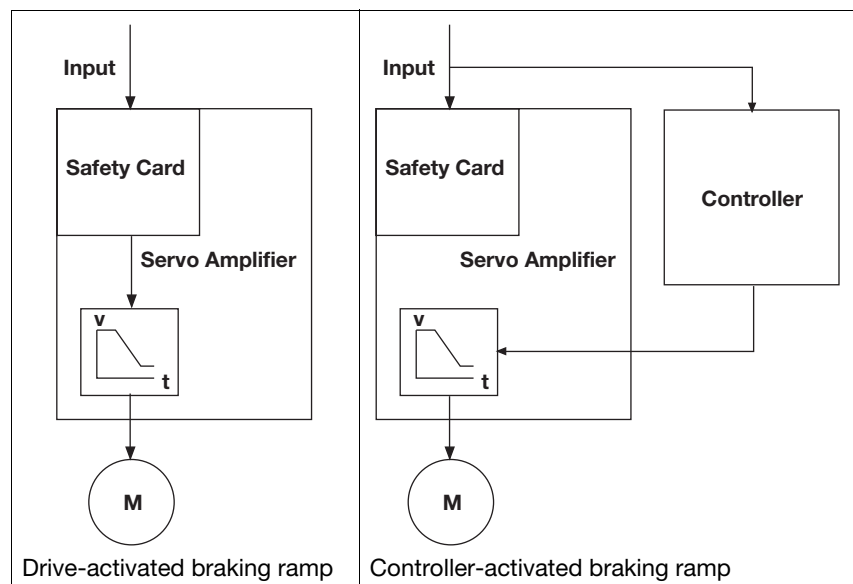 Input
Safety Card
Servo Amplifier
v
t
M
Drive-activated braking ramp
Input
Safety Card
Controller
Servo Amplifier
v
t
M
Controller-activated braking ramp